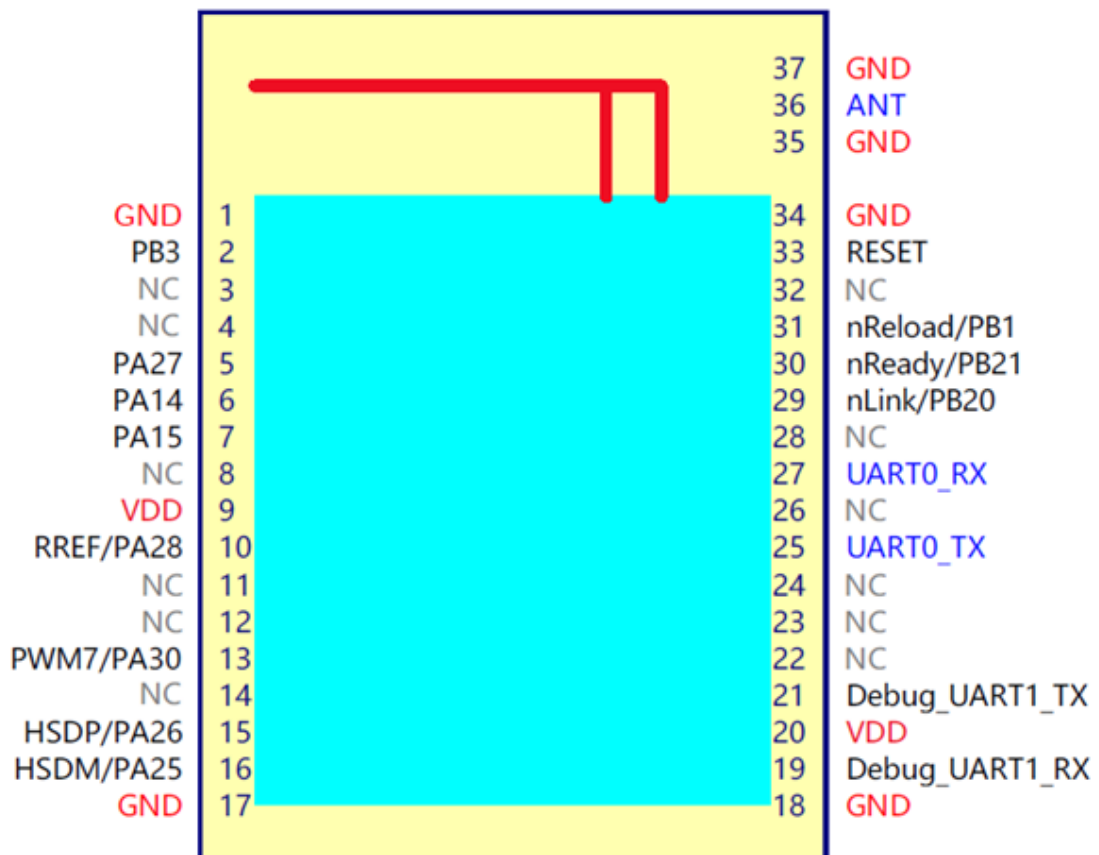 37 GND
36 ANT
35 GND
GND 1 34 GND
PB3 2 33 RESET
NC 3 32 NC
NC 4 31 nReload/PB1
PA27 5 30 nReady/PB21
PA14 6 29 nLink/PB20
PA15 7 28 NC
NC 8 27 UART0_RX
VDD 9 26 NC
RREF/PA28 10 25 UART0_TX
NC 11 24 NC
NC 12 23 NC
PWM7/PA30 13 22 NC
NC 14 21 Debug_UART1_TX
HSDP/PA26 15 20 VDD
HSDM/PA25 16 19 Debug_UART1_RX
GND 17 18 GND